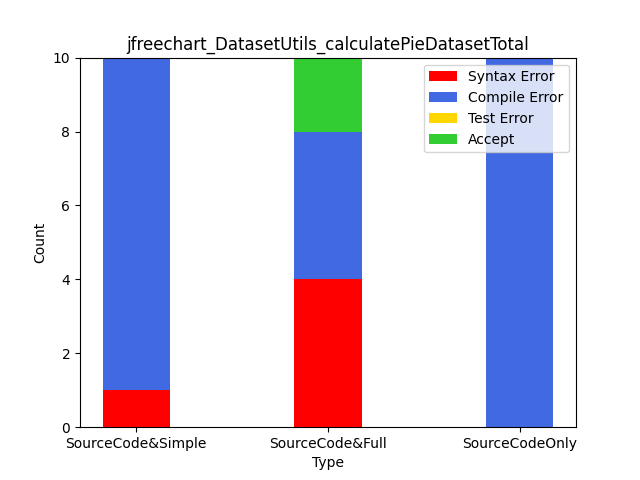 jfreechart_DatasetUtils_calculatePieDatasetTotal
10
8
6
4
2
0
Count
Syntax Error
Compile Error
Test Error
Accept
SourceCode&Simple
SourceCode&Full
SourceCodeOnly
Type